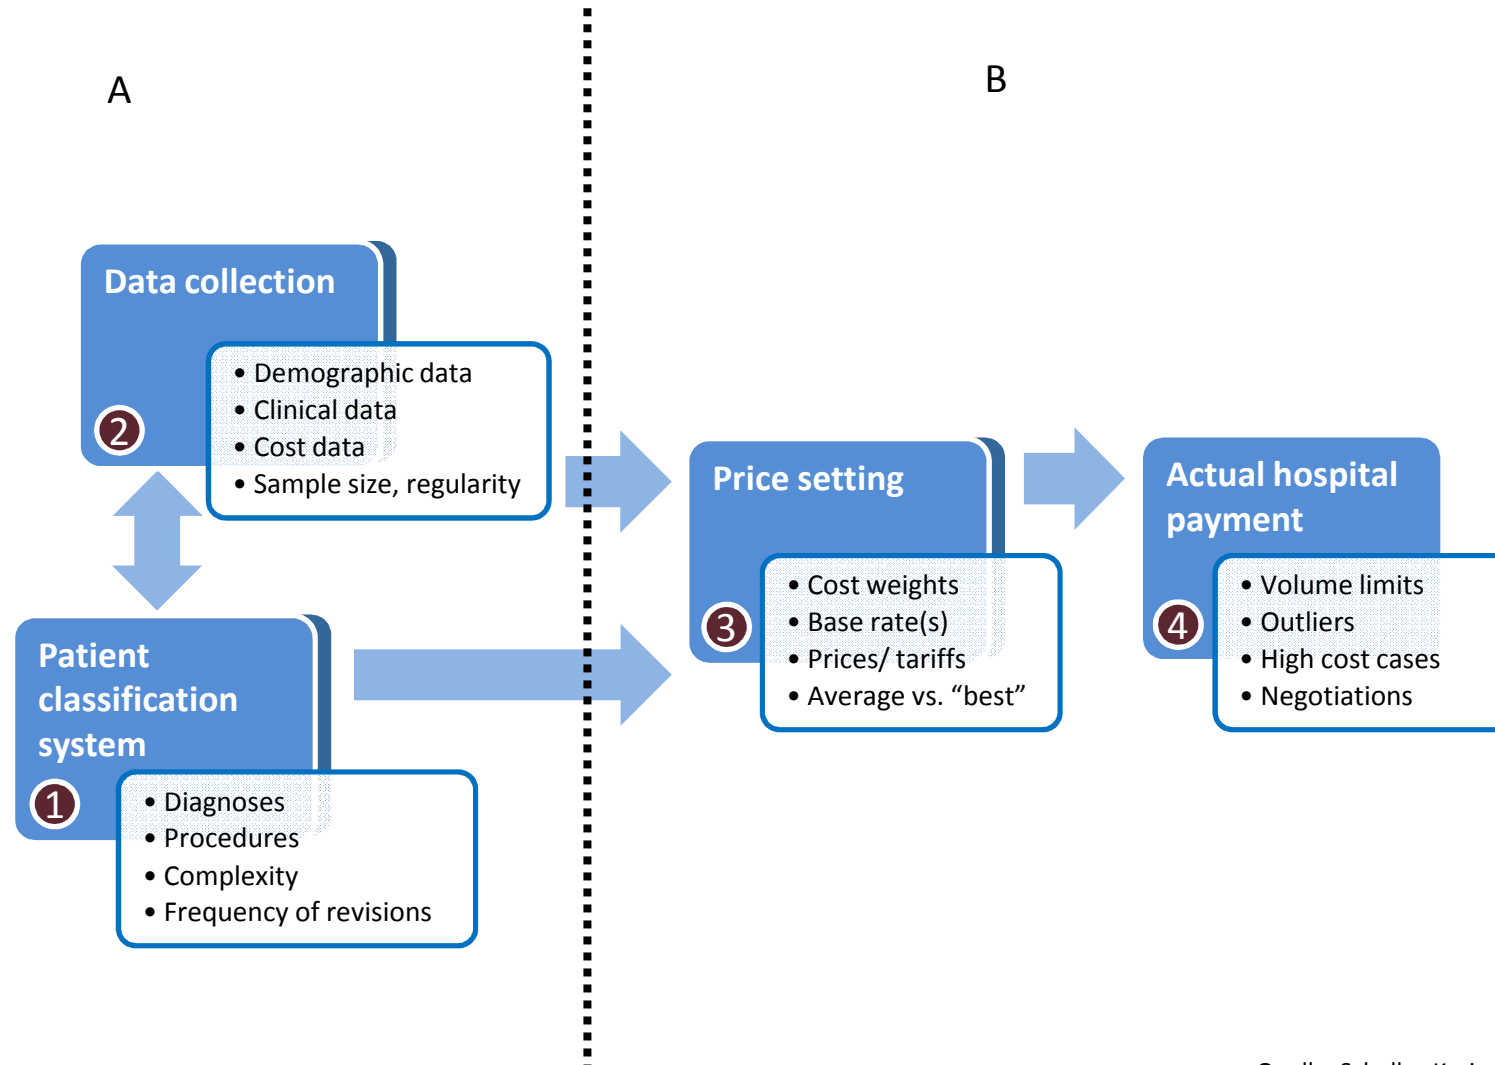 A
B
Data collection
• Demographic data
• Clinical data
• Cost data
• Sample size, regularity
2
Patient
classification
system
1
• Diagnoses
• Procedures
• Complexity
• Frequency of revisions
Price setting
3
• Cost weights
• Base rate(s)
• Prices/ tariffs
• Average vs. “best”
Actual hospital
payment
4
• Volume limits
• Outliers
• High cost cases
• Negotiations